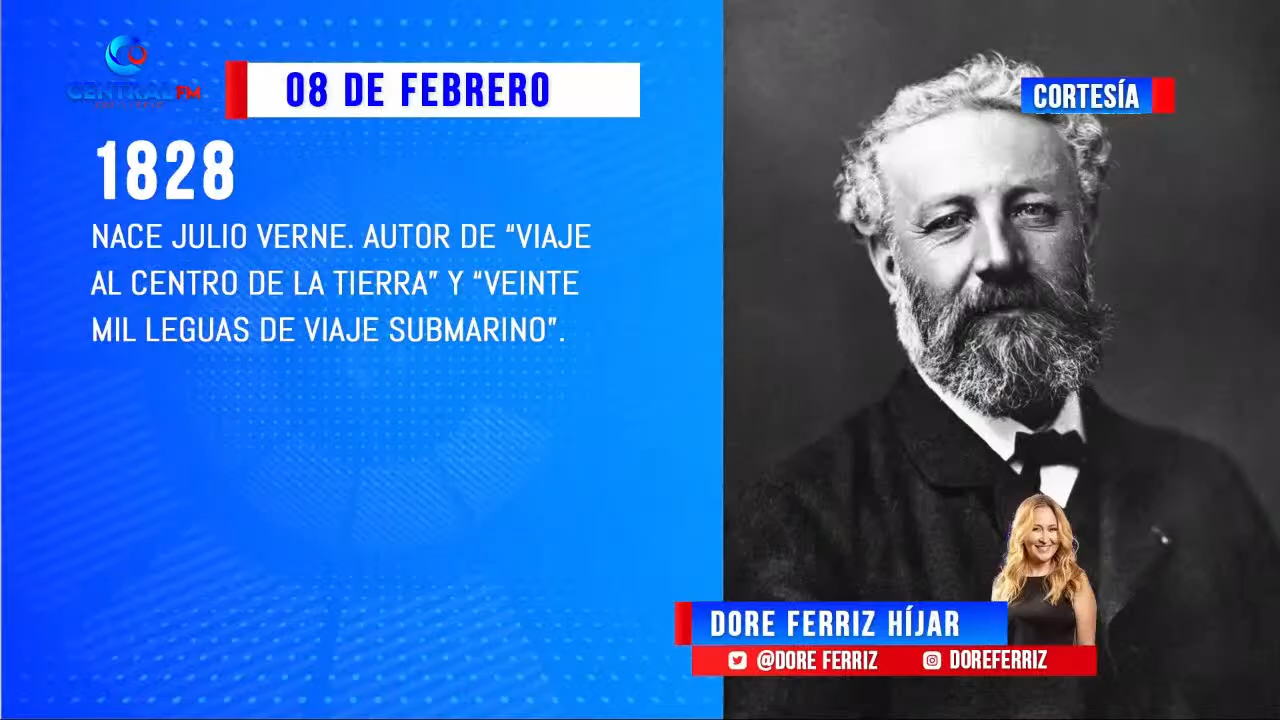 CENTRAL FM
08 DE FEBRERO
CORTESÍA
1828
NACE JULIO VERNE. AUTOR DE “VIAJE
AL CENTRO DE LA TIERRA” Y “VEINTE
MIL LEGUAS DE VIAJE SUBMARINO”.
DORE FERRIZ HÍJAR
@DORE FERRIZ
DOREFERRIZ